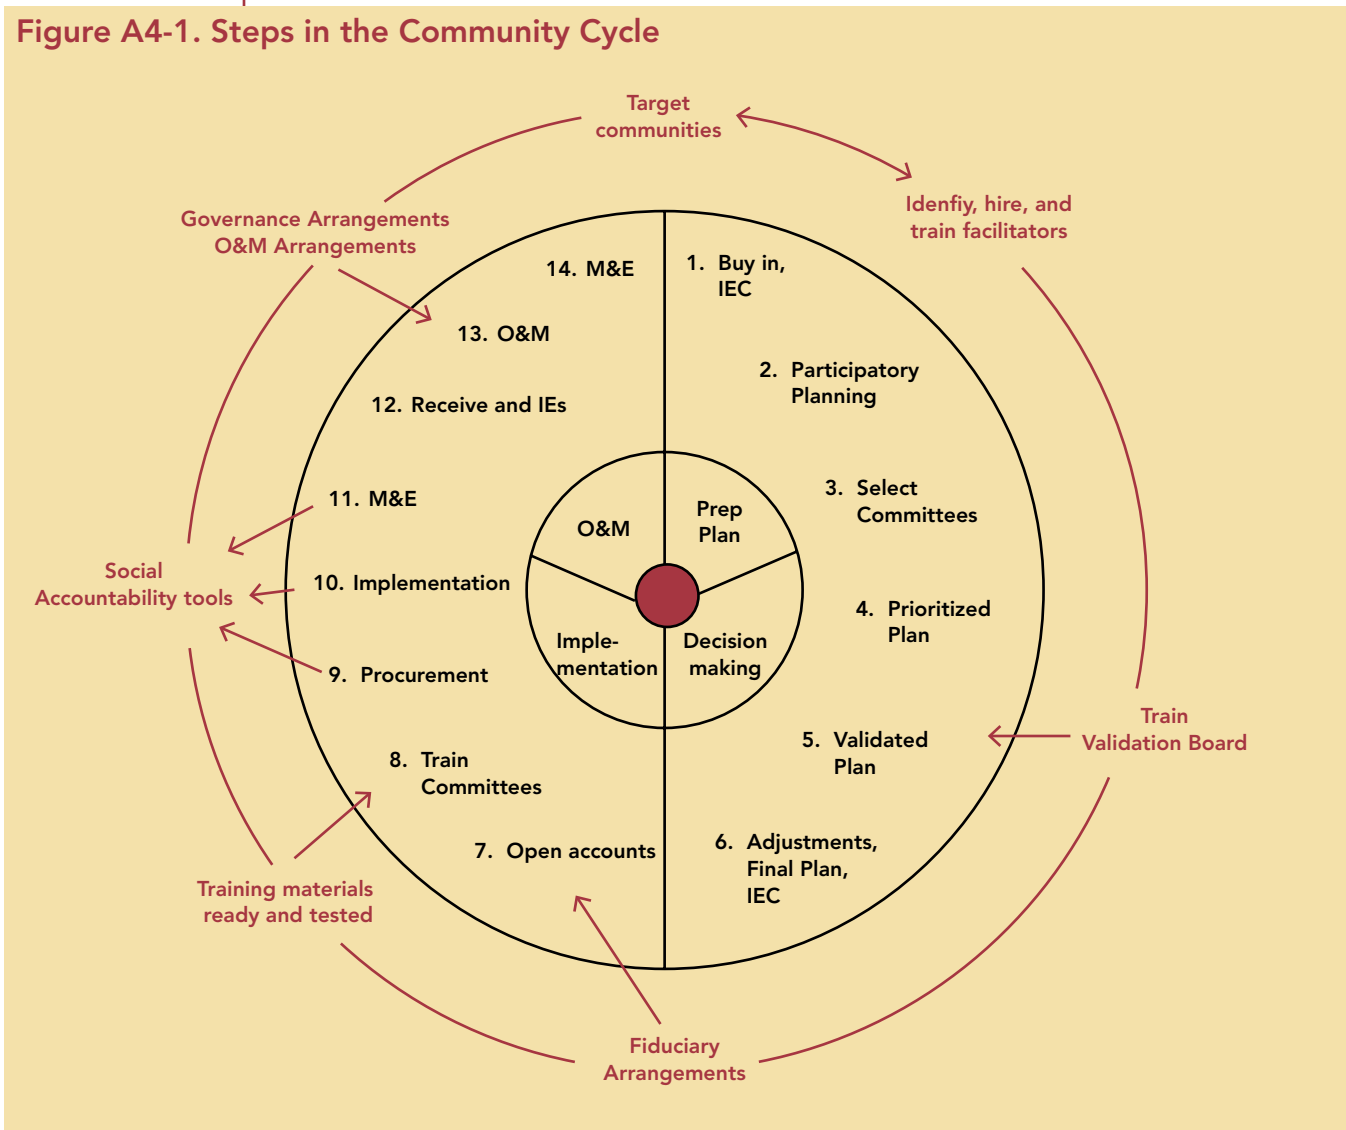 Figure A4-1. Steps in the Community Cycle
Target
communities
Idenfiy, hire, and
train facilitators
Governance Arrangements
O&M Arrangements
14. M&E
1. Buy in,
IEC
13. O&M
2. Participatory
Planning
12. Receive and IEs
3. Select
Committees
11. M&E
O&M
Prep
Plan
Social
Accountability tools
10. Implementation
4. Prioritized
Plan
Imple-
mentation
Decision
making
9. Procurement
Train
Validation Board
5. Validated
Plan
8. Train
Committees
7. Open accounts
6. Adjustments,
Final Plan,
IEC
Training materials
ready and tested
Fiduciary
Arrangements